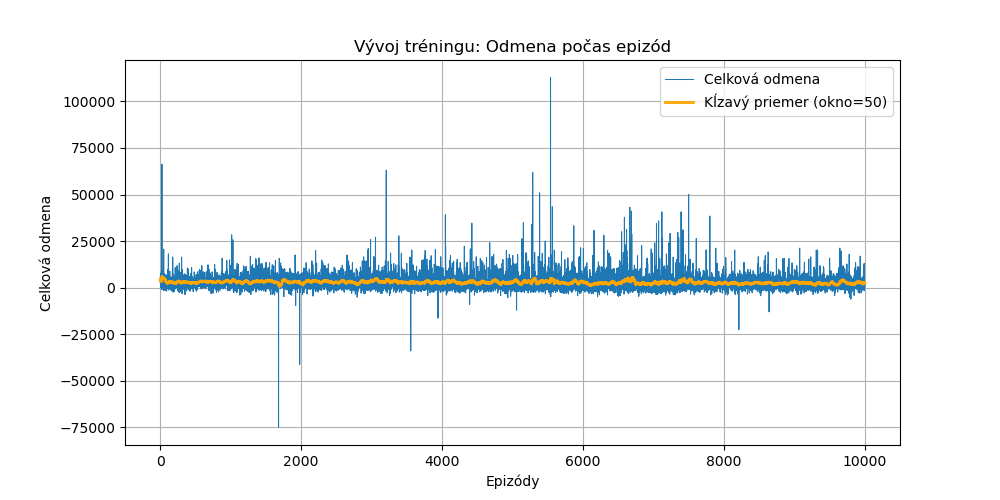 Vývoj tréningu: Odmena počas epizód
Celková odmena
Kĺzavý priemer (okno=50)
100000
75000
50000
25000
0
−25000
−50000
−75000
Celková odmena
0
2000
4000
6000
8000
10000
Epizódy